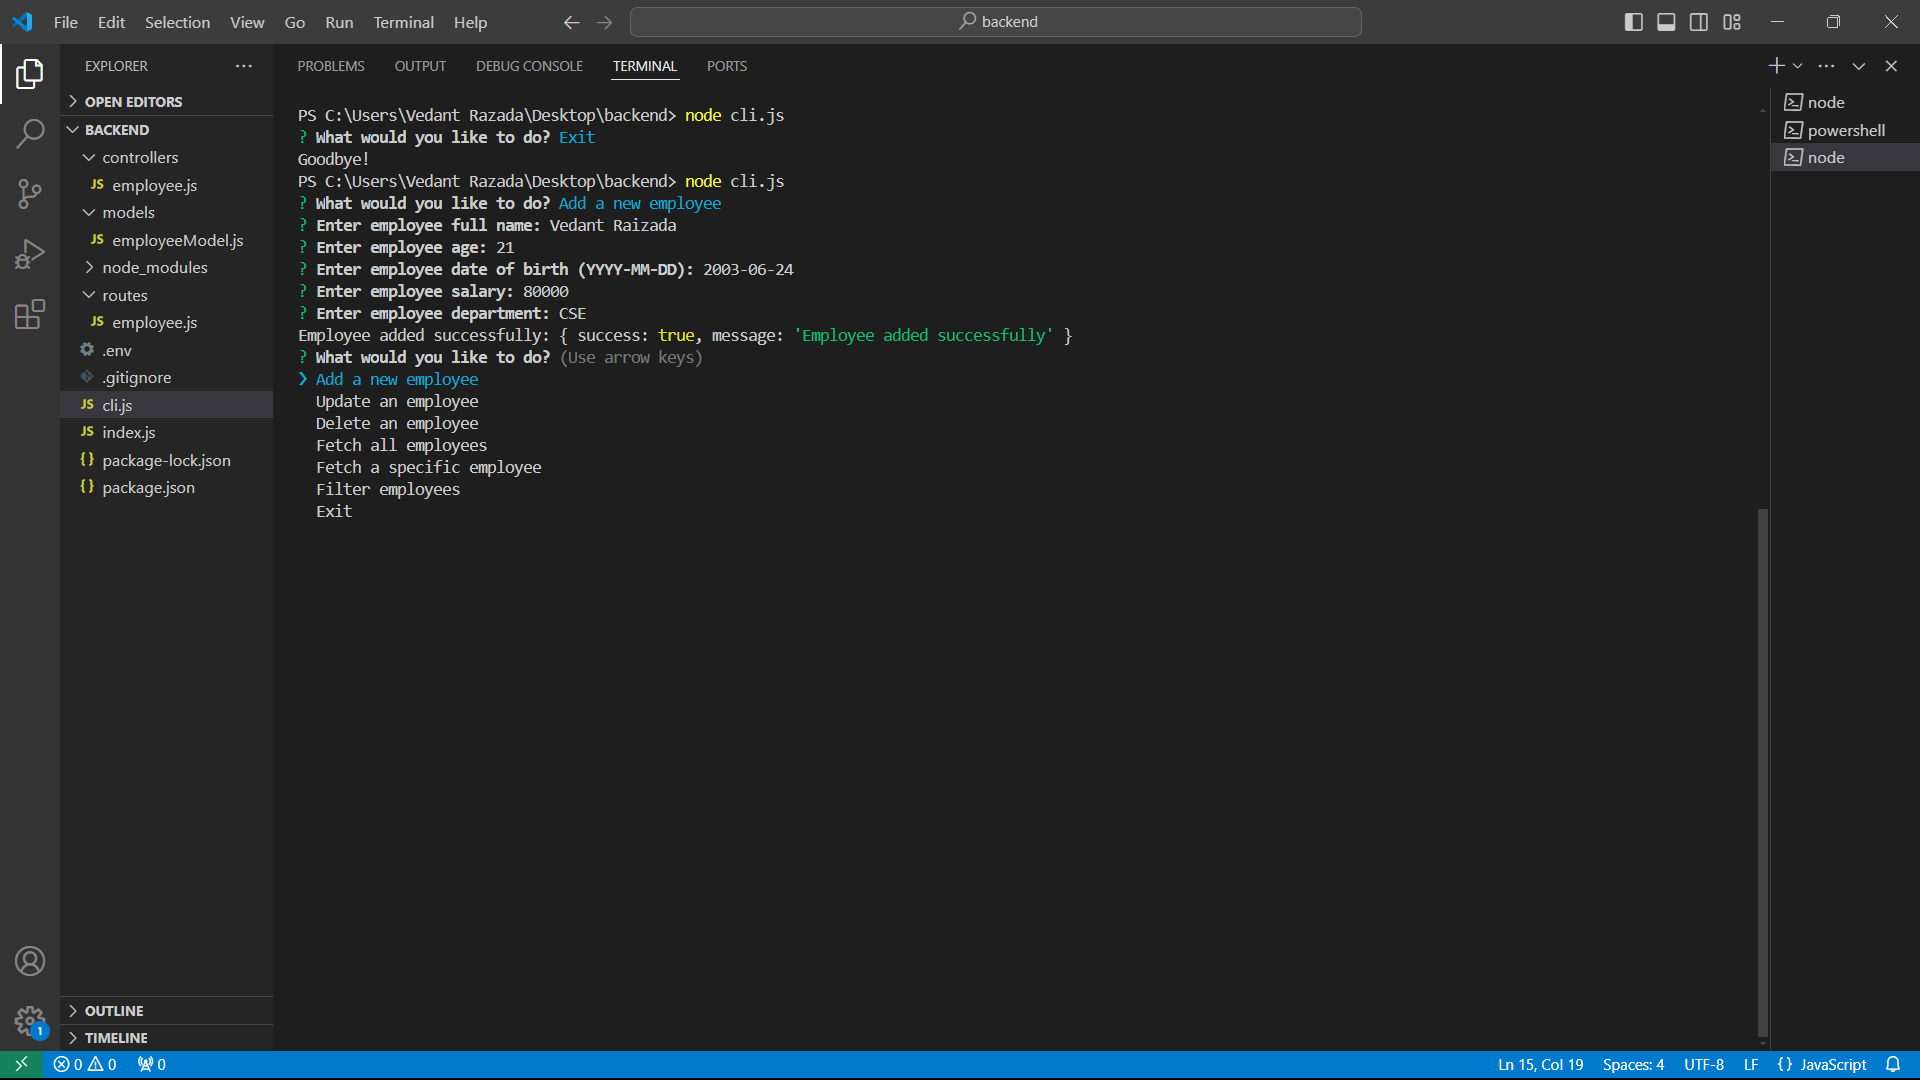 File Edit Selection View Go Run Terminal Help
backend
EXPLORER
OPEN EDITORS
BACKEND
controllers
JS employee.js
models
JS employeeModel.js
node_modules
routes
JS employee.js
.env
.gitignore
JS cli.js
JS index.js
{} package-lock.json
{} package.json
OUTLINE
TIMELINE
1
PROBLEMS OUTPUT DEBUG CONSOLE TERMINAL PORTS
PS C:\Users\Vedant Razada\Desktop\backend> node cli.js
? What would you like to do? Exit
Goodbye!
PS C:\Users\Vedant Razada\Desktop\backend> node cli.js
? What would you like to do? Add a new employee
? Enter employee full name: Vedant Raizada
? Enter employee age: 21
? Enter employee date of birth (YYYY-MM-DD): 2003-06-24
? Enter employee salary: 80000
? Enter employee department: CSE
Employee added successfully: { success: true, message: 'Employee added successfully' }
? What would you like to do? (Use arrow keys)
❯ Add a new employee
Update an employee
Delete an employee
Fetch all employees
Fetch a specific employee
Filter employees
Exit
node
powershell
node
0 0 0
Ln 15, Col 19 Spaces: 4 UTF-8 LF {} JavaScript